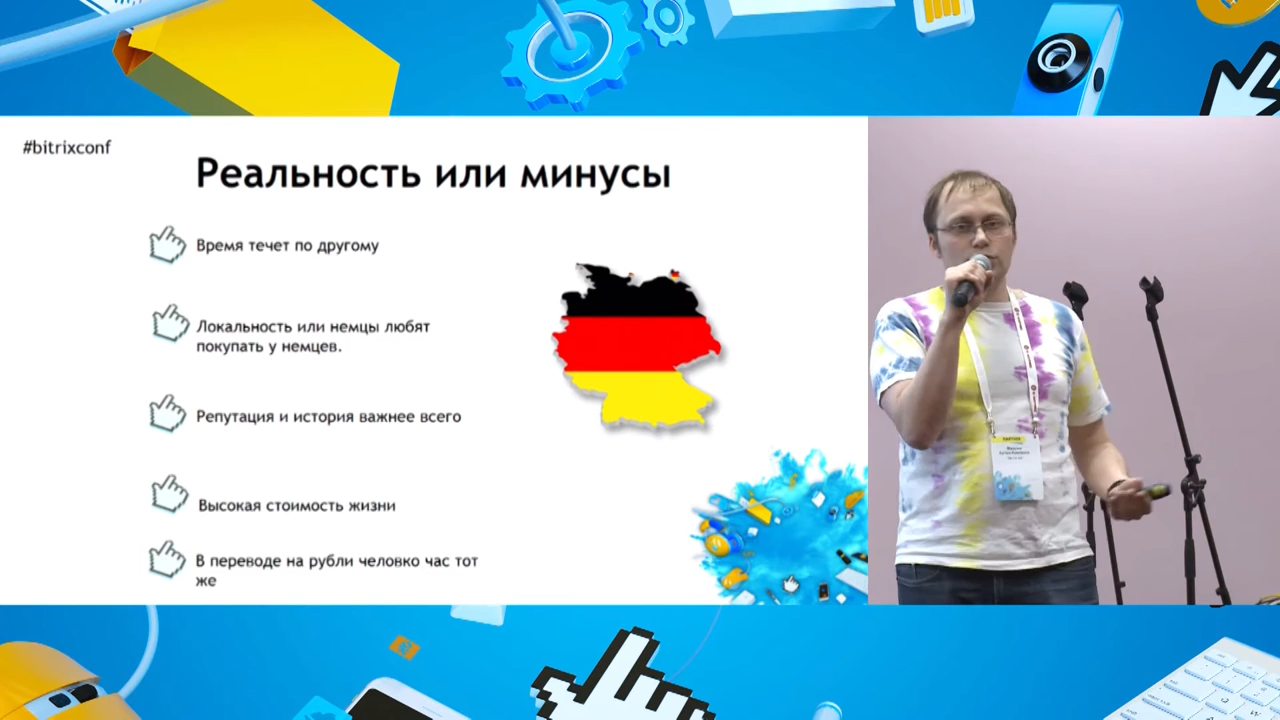 #bitrixconf
Реальность или минусы
Время течет по другому
Локальность или немцы любят
покупать у немцев.
Репутация и история важнее всего
Высокая стоимость жизни
В переводе на рубли человко час тот
же